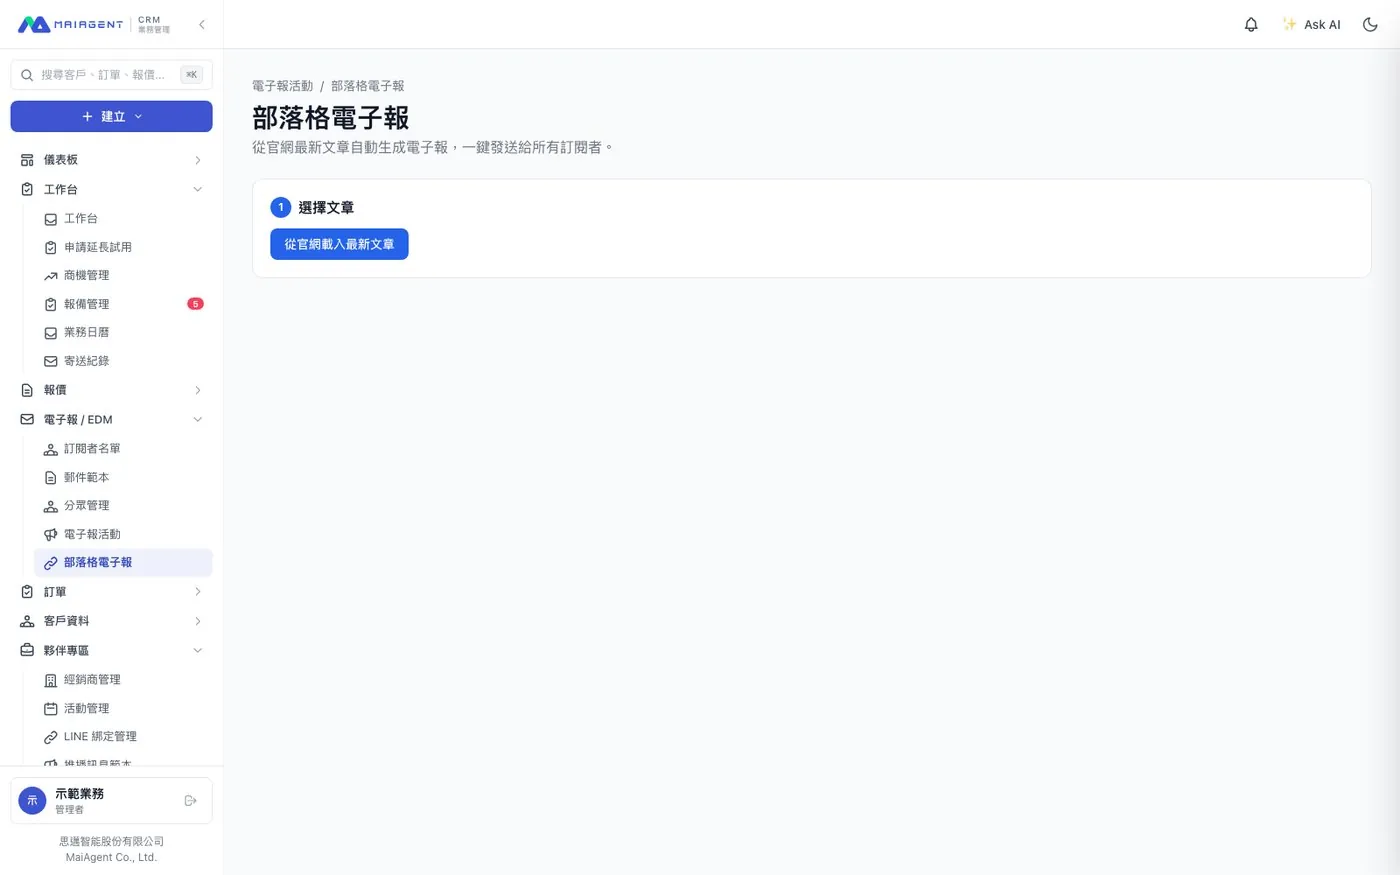 MAIAGENT
CRM
業務管理
搜尋客戶、訂單、報價...
⌘K
+ 建立
儀表板
工作台
工作台
申請延長試用
商機管理
報備管理
5
業務日曆
寄送紀錄
報價
電子報 / EDM
訂閱者名單
郵件範本
分眾管理
電子報活動
部落格電子報
訂單
客戶資料
夥伴專區
經銷商管理
活動管理
LINE 綁定管理
推播訊息範本
示
示範業務
管理者
思邁智能股份有限公司
MaiAgent Co., Ltd.
Ask AI
電子報活動 / 部落格電子報
部落格電子報
從官網最新文章自動生成電子報，一鍵發送給所有訂閱者。
1 選擇文章
從官網載入最新文章